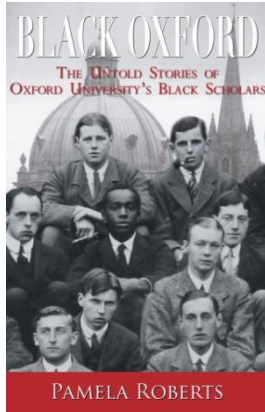 BLACK OXFORD
THE UNTOLD STORIES OF
OXFORD UNIVERSITY'S BLACK SCHOLARS
PAMELA ROBERTS